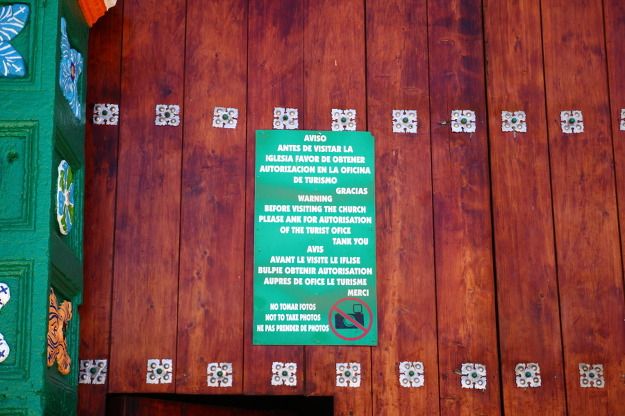 AVISO
ANTES DE VISITAR LA
IGLESIA FAVOR DE OBTENER
AUTORIZACION EN LA OFICINA
DE TURISMO
GRACIAS
WARNING
BEFORE VISITING THE CHURCH
PLEASE ANK FOR AUTORISATION
OF THE TURIST OFICE
TANK YOU
AVIS
AVANT LE VISITE LE IFLISE
BULPIE OBTENIR AUTORISATION
AUPRES DE OFICE LE TURISME
MERCI
NO TOMAR FOTOS
NOT TO TAKE PHOTOS
NE PAS PRENDER DE PHOTOS